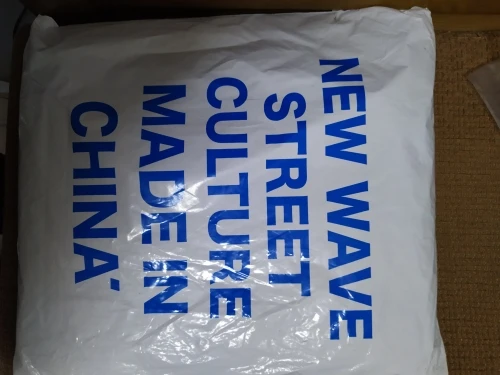 NEW WAVE
STREET
CULTURE
MADE IN
CHINA'